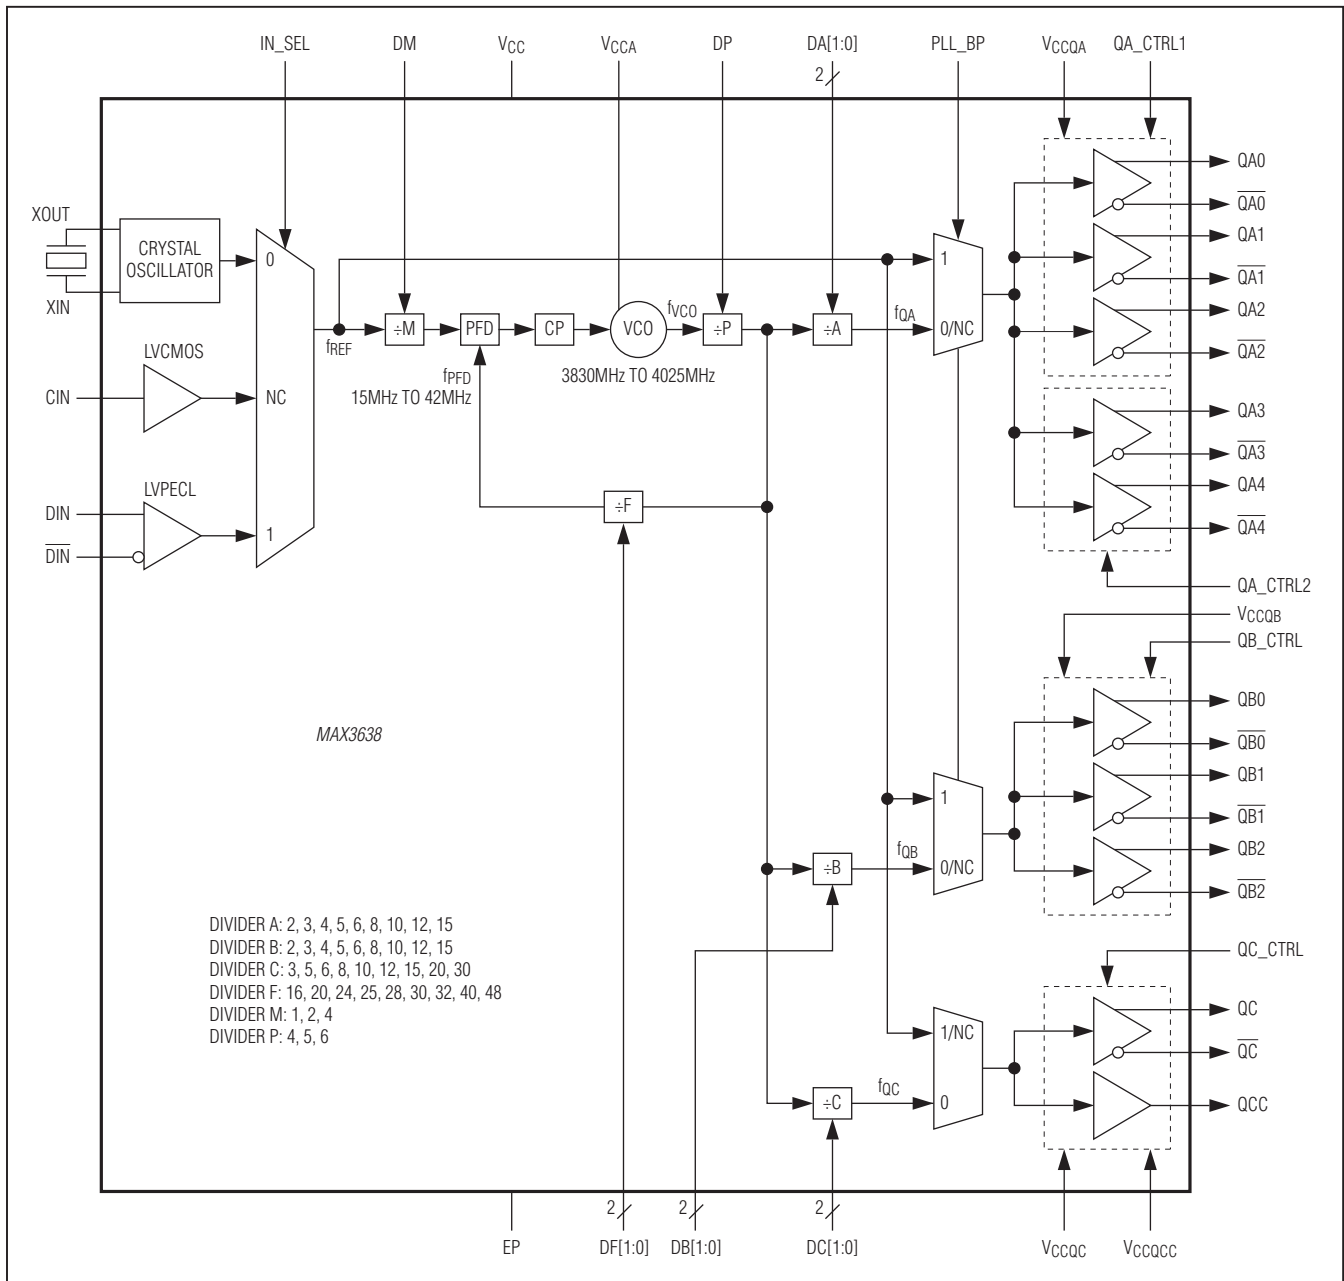 IN_SEL
DM
VCC
VCCA
DP
DA[1:0]
PLL_BP
VCCQA
QA_CTRL1
2
XOUT
CRYSTAL
OSCILLATOR
XIN
0
LVCMOS
CIN
NC
LVPECL
DIN
DIN
1
fREF
÷M
PFD
CP
VCO
fVCO
÷P
÷A
fQA
1
0/NC
fPFD
15MHz TO 42MHz
3830MHz TO 4025MHz
÷F
QA0
QA0
QA1
QA1
QA2
QA2
QA3
QA3
QA4
QA4
QA_CTRL2
VCCQB
QB_CTRL
MAX3638
÷B
fQB
1
0/NC
QB0
QB0
QB1
QB1
QB2
QB2
DIVIDER A: 2, 3, 4, 5, 6, 8, 10, 12, 15
DIVIDER B: 2, 3, 4, 5, 6, 8, 10, 12, 15
DIVIDER C: 3, 5, 6, 8, 10, 12, 15, 20, 30
DIVIDER F: 16, 20, 24, 25, 28, 30, 32, 40, 48
DIVIDER M: 1, 2, 4
DIVIDER P: 4, 5, 6
÷C
fQC
1/NC
0
QC_CTRL
QC
QC
QCC
2
2
2
EP
DF[1:0]
DB[1:0]
DC[1:0]
VCCQC
VCCQCC